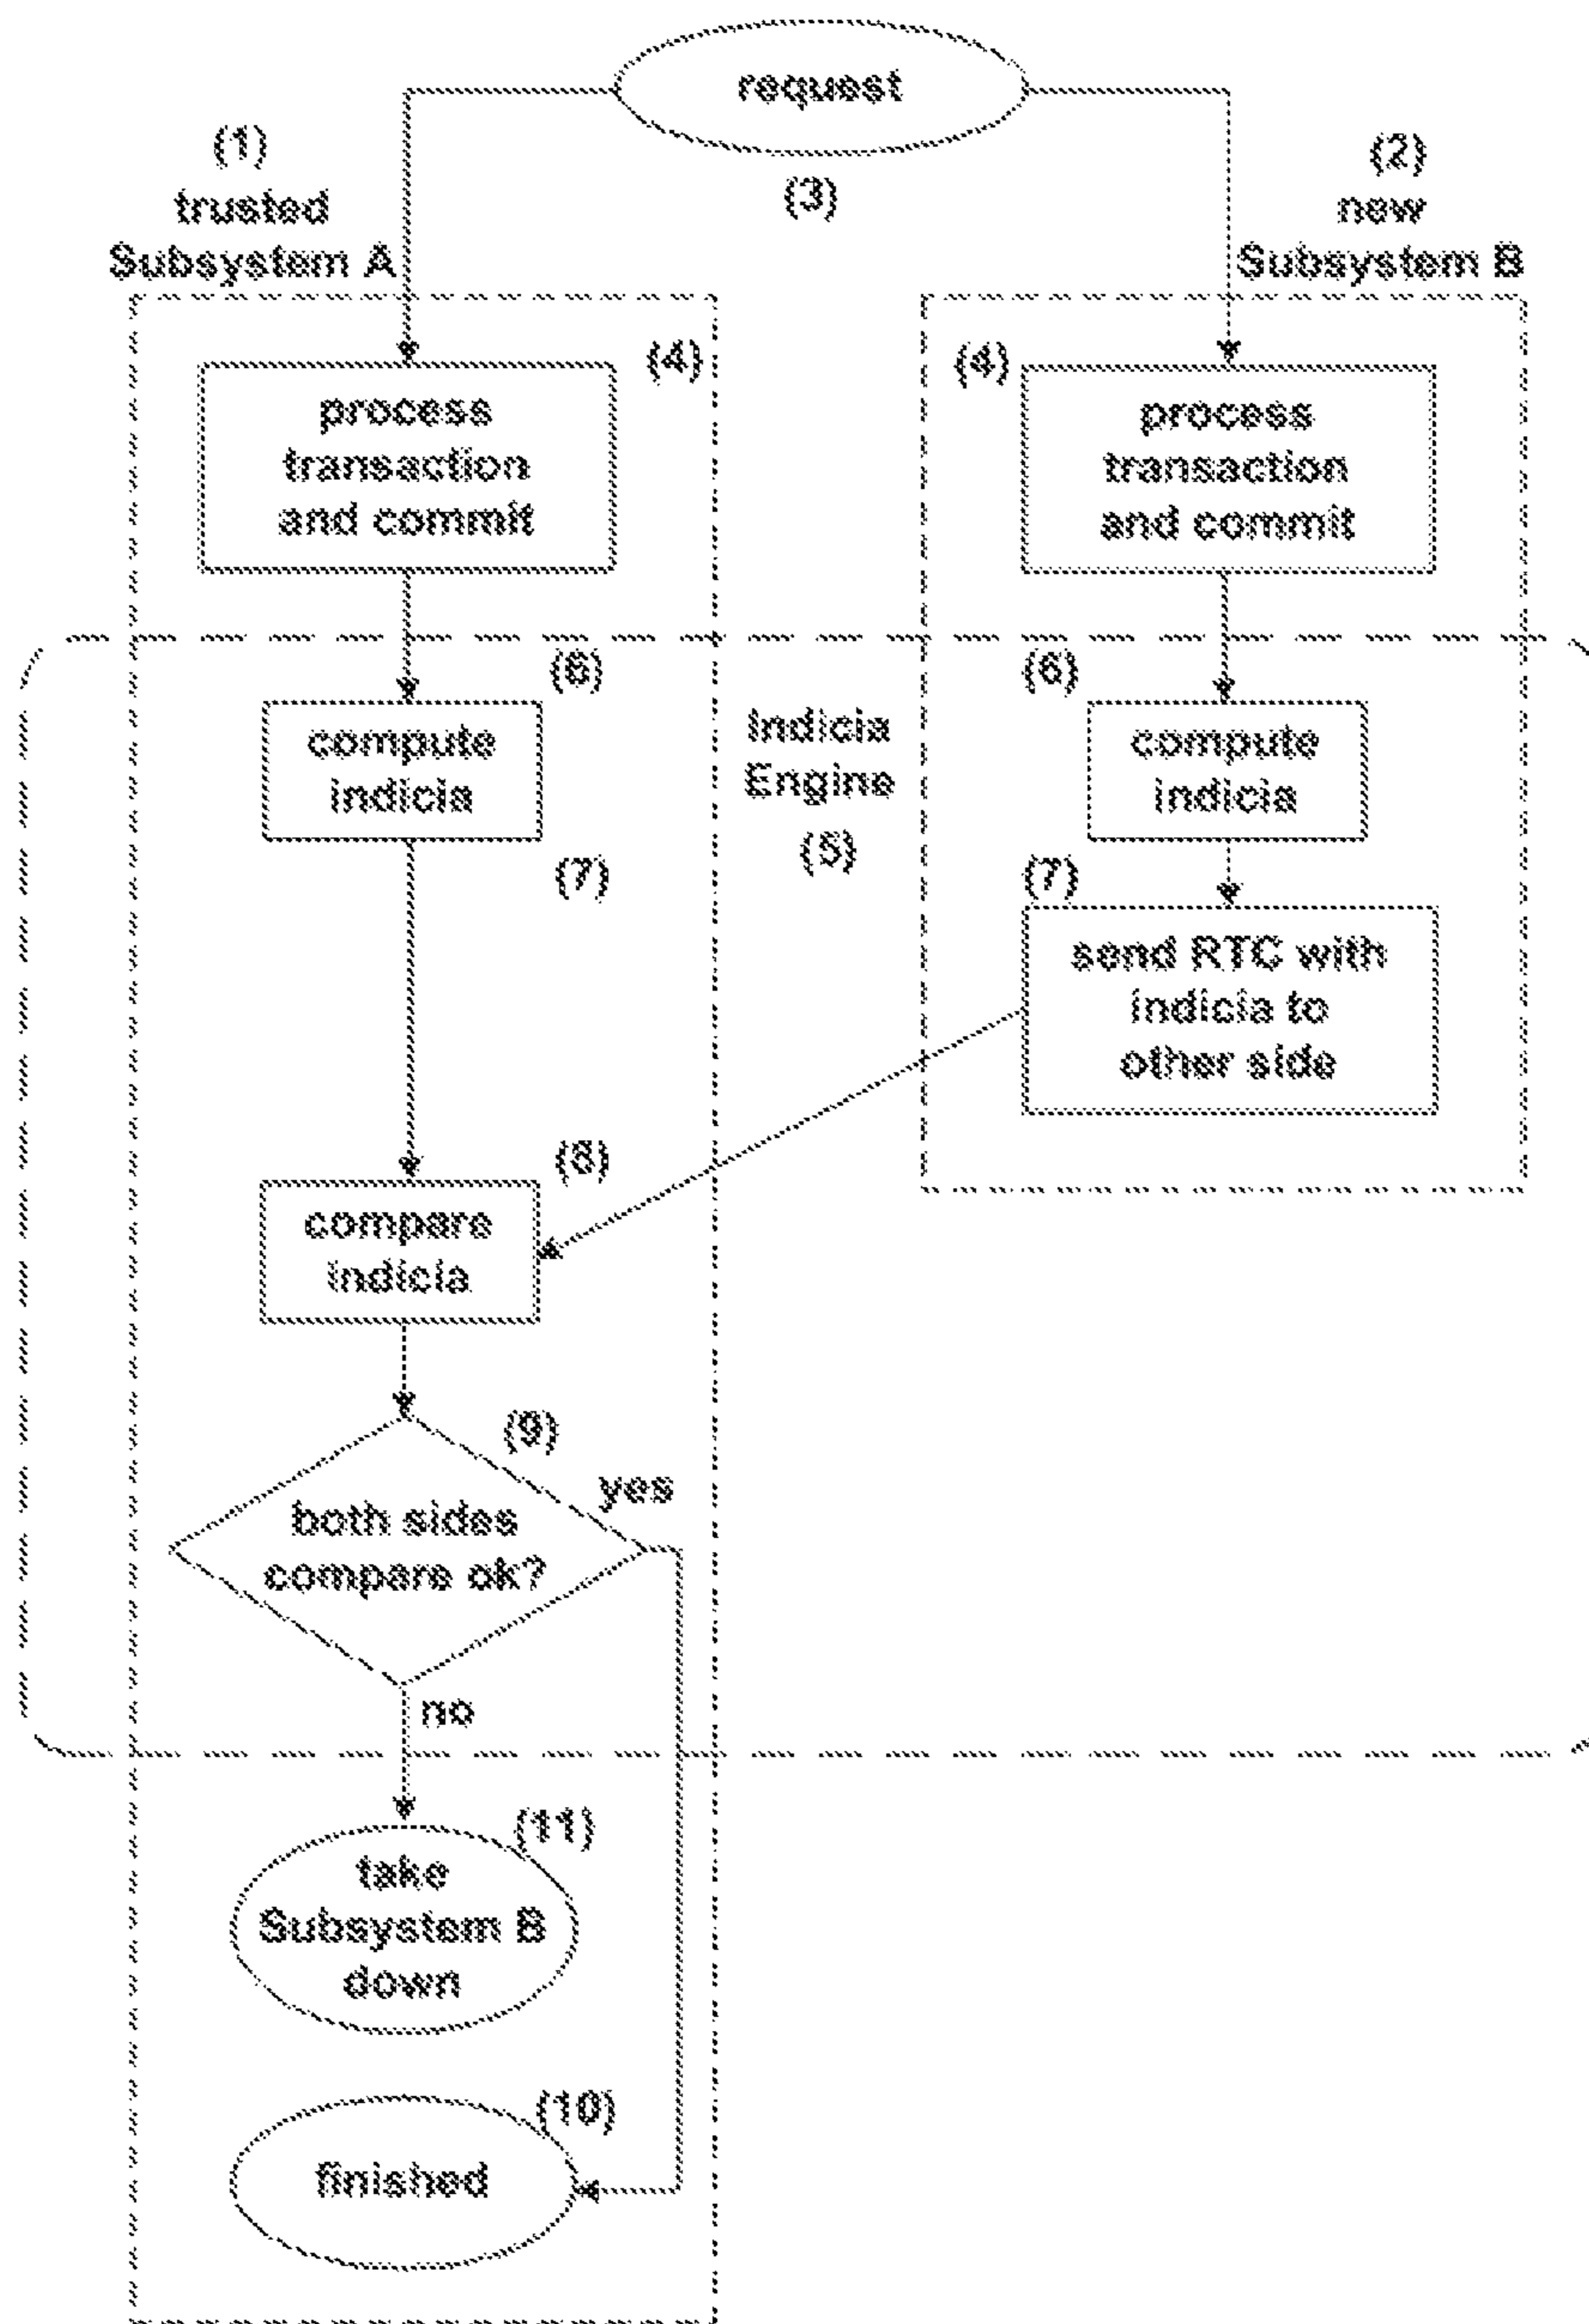 request
(3)
(1)
trusted
Subsystem A
(2)
new
Subsystem B
(4)
process
transaction
and commit
(4)
process
transaction
and commit
(6)
compute
indicia
(7)
Indicia
Engine
(5)
(6)
compute
indicia
(7)
send RTC with
indicia to
other side
(8)
compare
indicia
(9)
yes
both sides
compare ok?
no
(11)
take
Subsystem B
down
(10)
finished